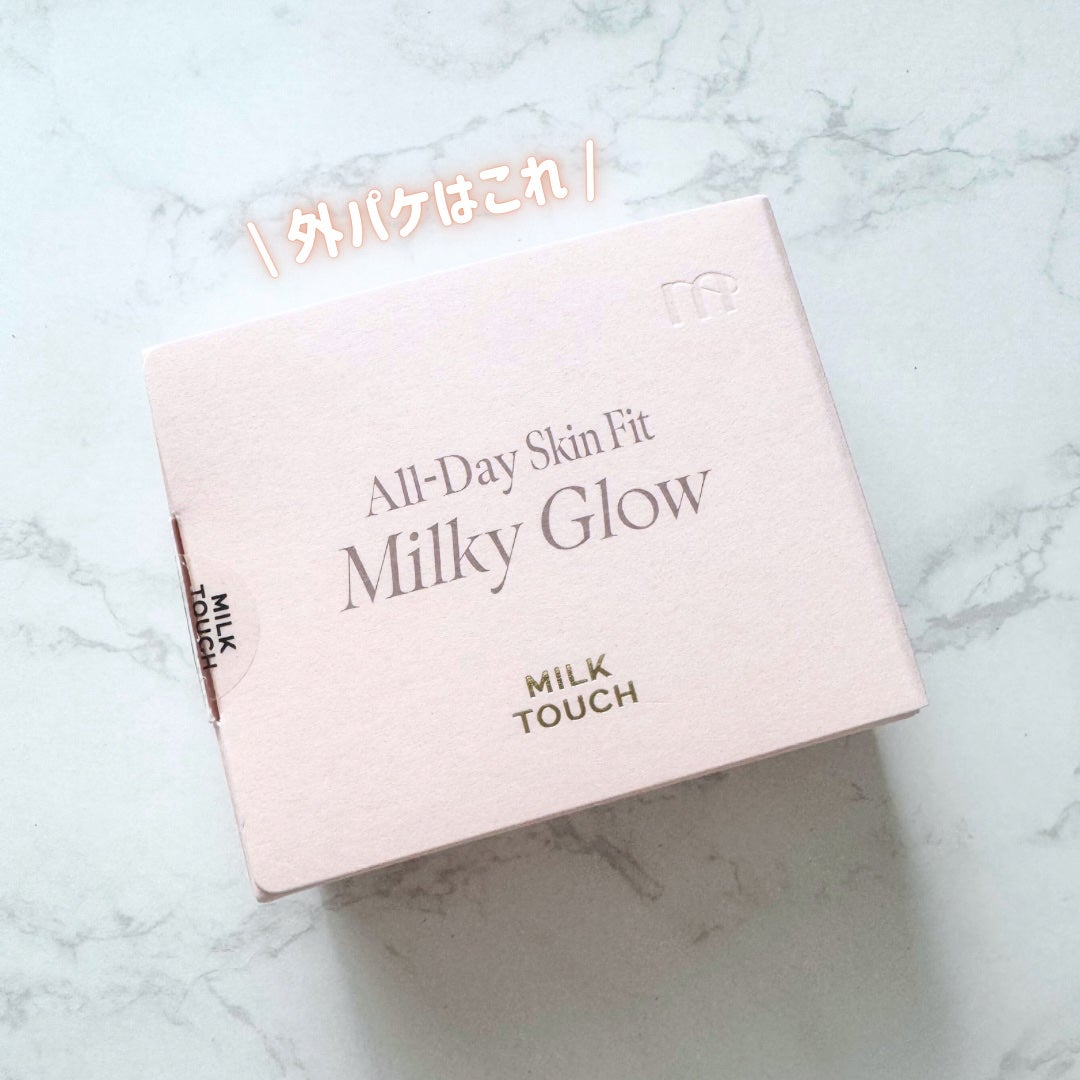 \ 外パケはこれ /
m
All-Day Skin Fit
Milky Glow
MILK
TOUCH
MILK
TOUCH